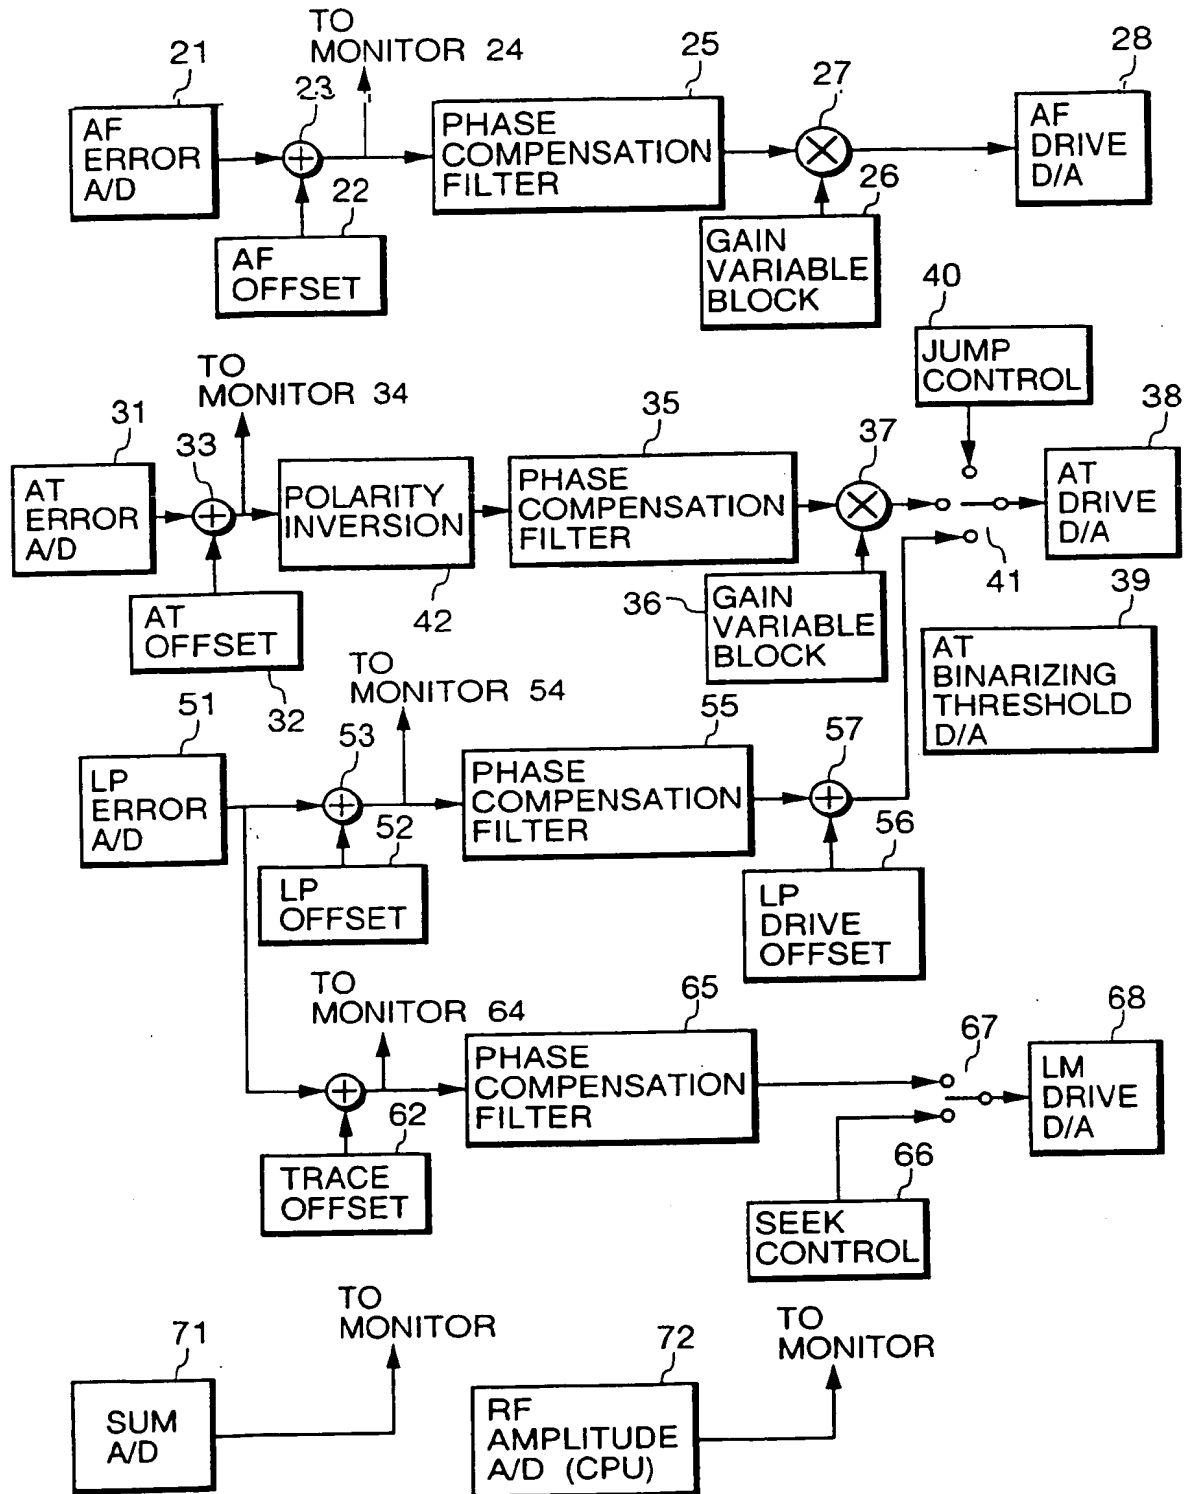 TO
MONITOR 24
21
23
25
27
28
AF
ERROR
A/D
PHASE
COMPENSATION
FILTER
AF
DRIVE
D/A
22
26
AF
OFFSET
GAIN
VARIABLE
BLOCK
40
JUMP
CONTROL
TO
MONITOR 34
31
33
35
37
38
AT
ERROR
A/D
POLARITY
INVERSION
PHASE
COMPENSATION
FILTER
AT
DRIVE
D/A
41
42
36
39
AT
OFFSET
GAIN
VARIABLE
BLOCK
AT
BINARIZING
THRESHOLD
D/A
32
TO
MONITOR 54
51
53
55
57
LP
ERROR
A/D
PHASE
COMPENSATION
FILTER
52
56
LP
OFFSET
LP
DRIVE
OFFSET
TO
MONITOR 64
65
67
68
PHASE
COMPENSATION
FILTER
LM
DRIVE
D/A
62
66
TRACE
OFFSET
SEEK
CONTROL
TO
MONITOR
TO
MONITOR
71
72
SUM
A/D
RF
AMPLITUDE
A/D (CPU)